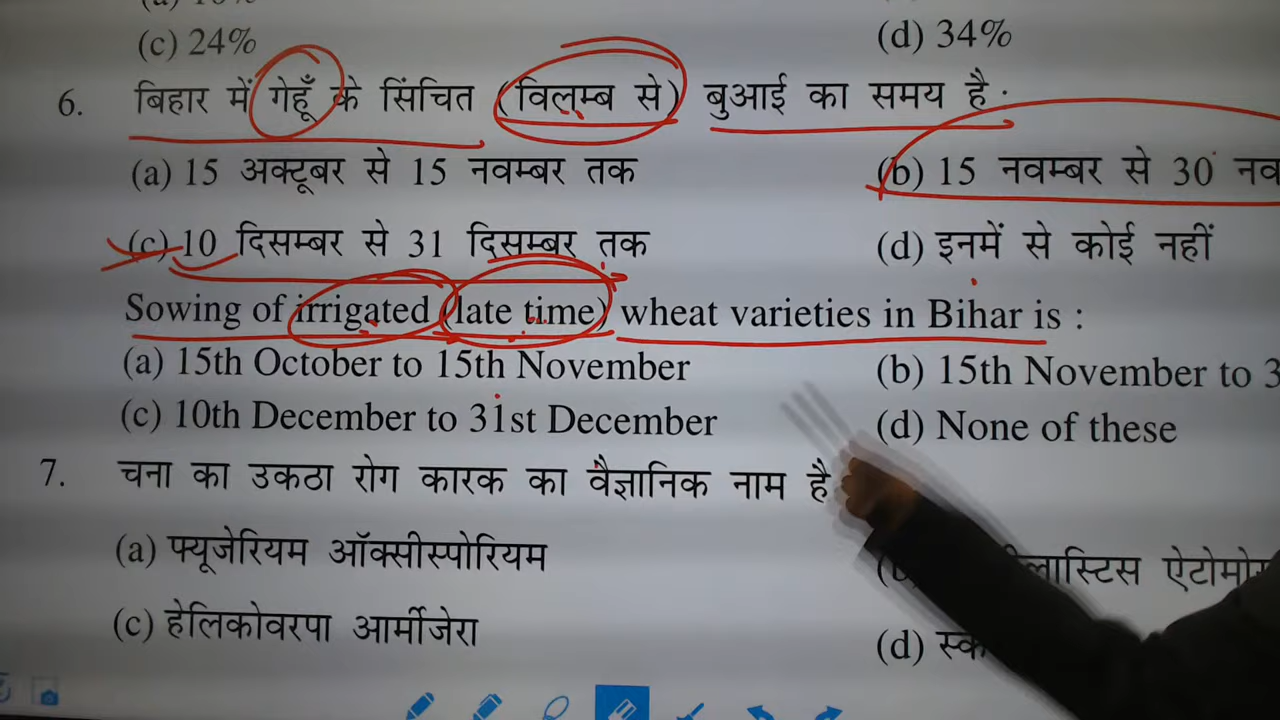 (c) 24% (d) 34%
6. बिहार में गेहूँ के सिंचित (विलम्ब से) बुआई का समय है
(a) 15 अक्टूबर से 15 नवम्बर तक (b) 15 नवम्बर से 30
(c) 10 दिसम्बर से 31 दिसम्बर तक (d) इनमें से कोई नहीं
Sowing of irrigated (late time) wheat varieties in Bihar is :
(a) 15th October to 15th November (b) 15th November to
(c) 10th December to 31st December (d) None of these
7. चना का उकठा रोग कारक का वैज्ञानिक नाम है
(a) फ्यूजेरियम ऑक्सीस्पोरियम
(c) हेलिकोवरपा आर्मीजेरा (d)